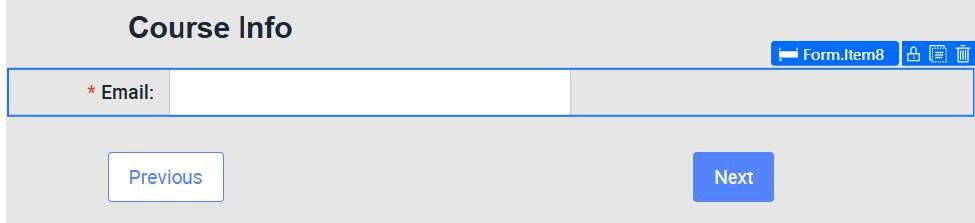 Course Info
Form.Item8
* Email:
Previous
Next